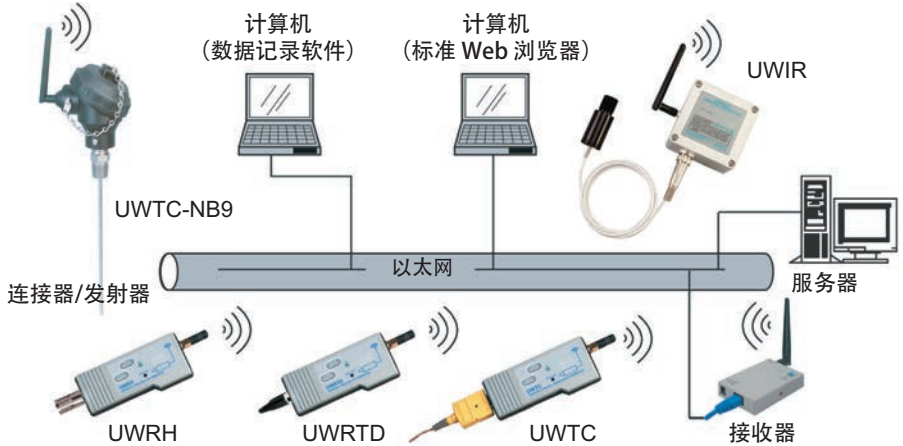 计算机
（数据记录软件）
计算机
（标准 Web 浏览器）
UWIR
UWTC-NB9
以太网
连接器/发射器
服务器
UWRH
UWRTD
UWTC
接收器